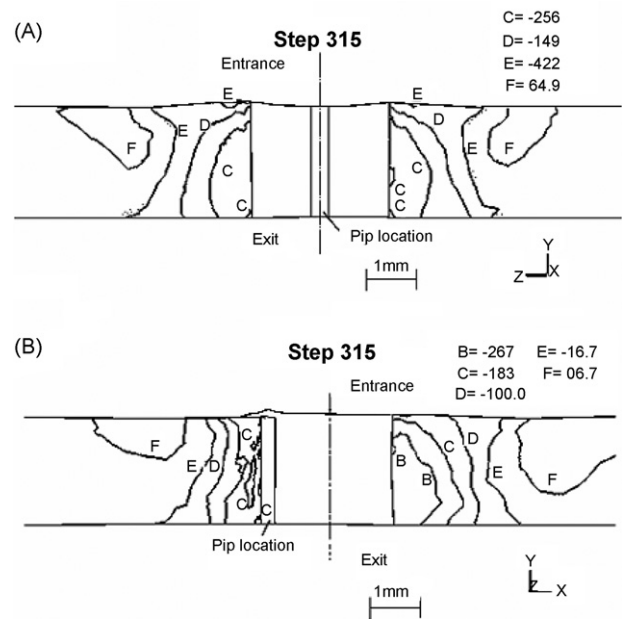 (A)
Step 315
Entrance
C= -256
D= -149
E= -422
F= 64.9
E E
F E D C C
C C C D E F
Exit
Pip location
1mm
Y
Z X
(B)
Step 315
Entrance
B= -267 E= -16.7
C= -183 F= 06.7
D= -100.0
F E D C C C
B B C D E F
Pip location
Exit
1mm
Y
Z X